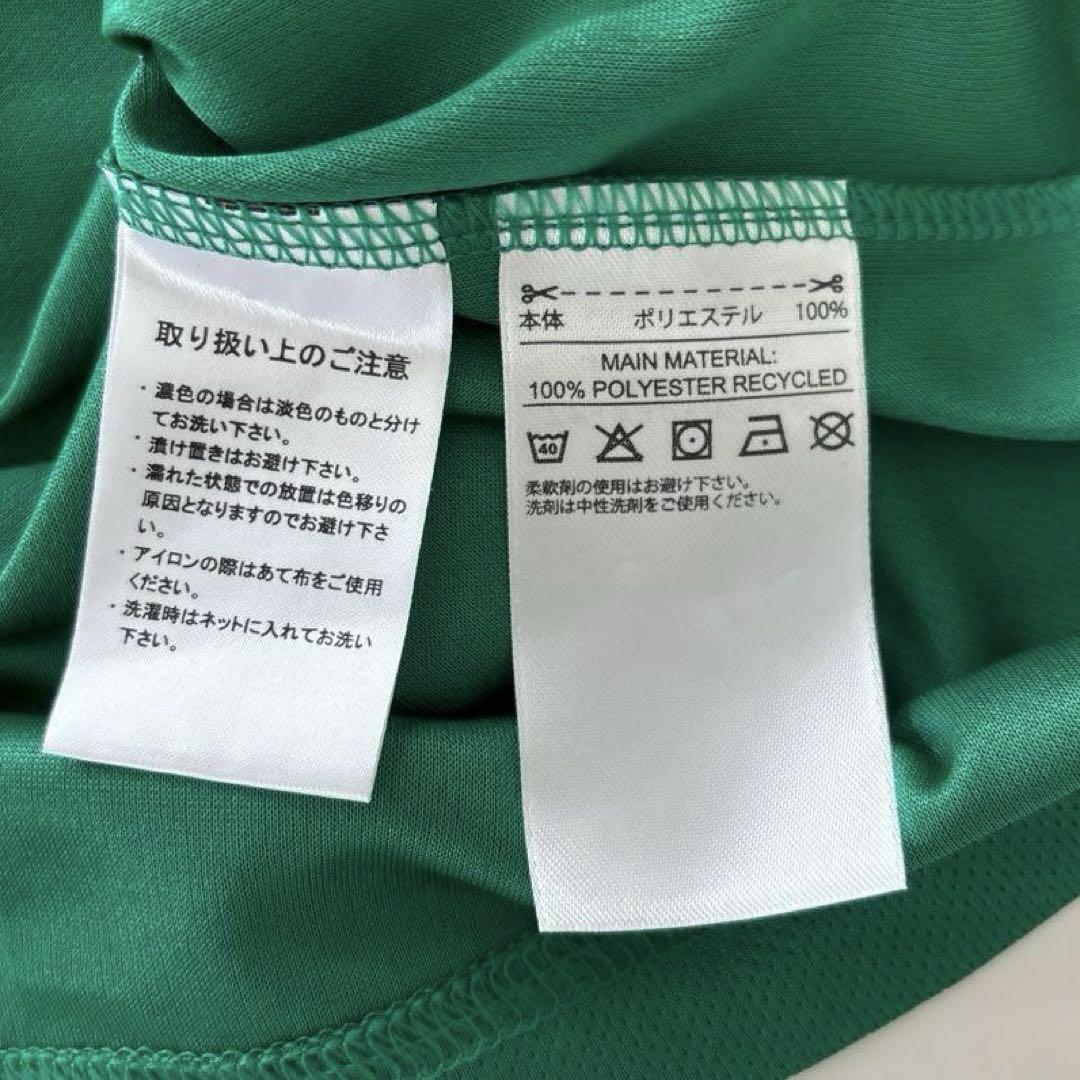 取り扱い上のご注意
・濃色の場合は淡色のものと分け
てお洗い下さい。
・漬け置きはお避け下さい。
・濡れた状態での放置は色移りの
原因となりますのでお避け下さ
い。
・アイロンの際はあて布をご使用
ください。
・洗濯時はネットに入れてお洗い
下さい。
本体 ポリエステル 100%
MAIN MATERIAL:
100% POLYESTER RECYCLED
40
柔軟剤の使用はお避け下さい。
洗剤は中性洗剤をご使用ください。